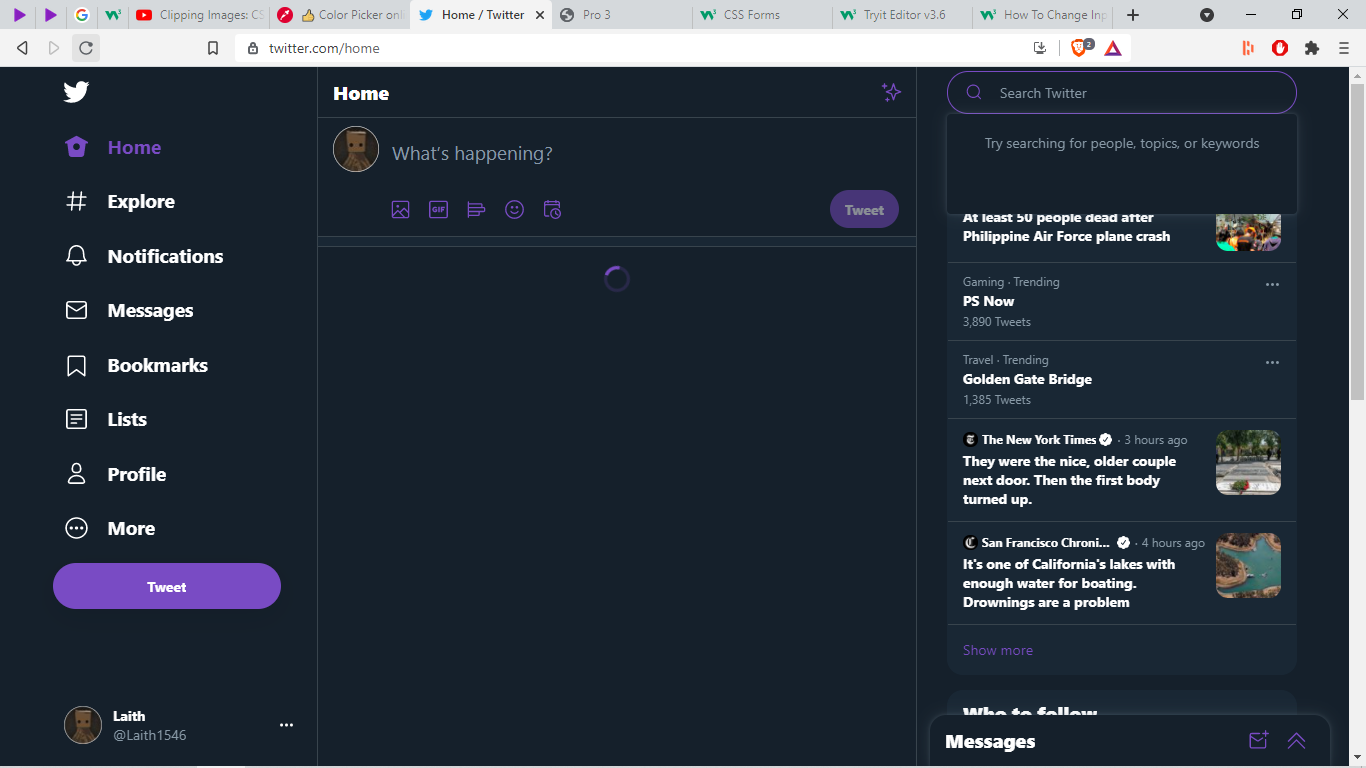 Clipping Images: CS
Color Picker onl
Home / Twitter
Pro 3
CSS Forms
Tryit Editor v3.6
How To Change Inp
twitter.com/home
2
Home
Explore
Notifications
Messages
Bookmarks
Lists
Profile
More
Tweet
Laith
@Laith1546
Home
What's happening?
GIF
Tweet
Search Twitter
Try searching for people, topics, or keywords
At least 50 people dead after
Philippine Air Force plane crash
Gaming · Trending
PS Now
3,890 Tweets
Travel · Trending
Golden Gate Bridge
1,385 Tweets
The New York Times · 3 hours ago
They were the nice, older couple
next door. Then the first body
turned up.
San Francisco Chroni... · 4 hours ago
It's one of California's lakes with
enough water for boating.
Drownings are a problem
Show more
Who to follow
Messages